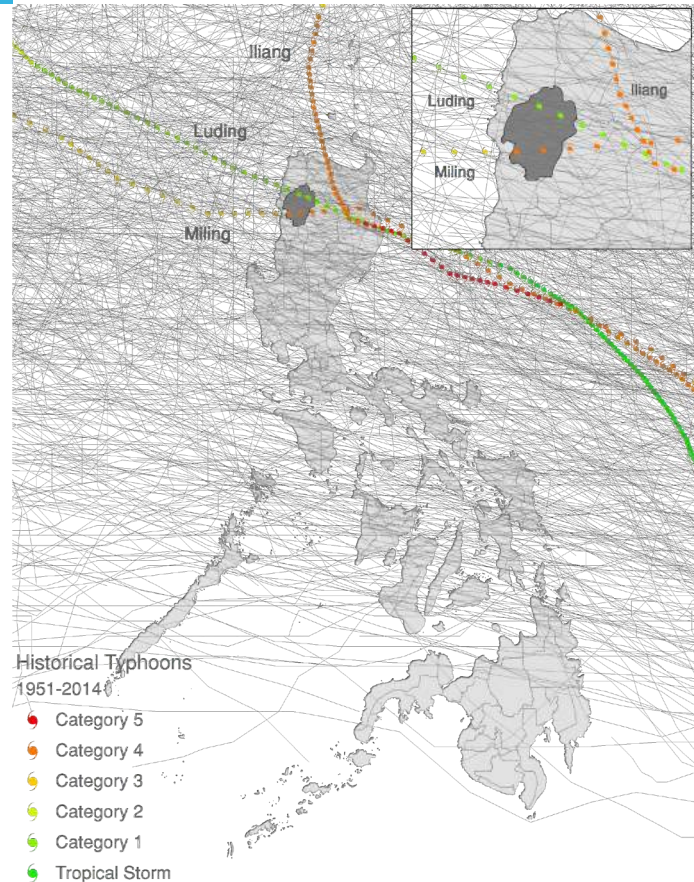 Iliang
Luding
Miling
Iliang
Luding
Miling
Historical Typhoons
1951-2014
Category 5
Category 4
Category 3
Category 2
Category 1
Tropical Storm